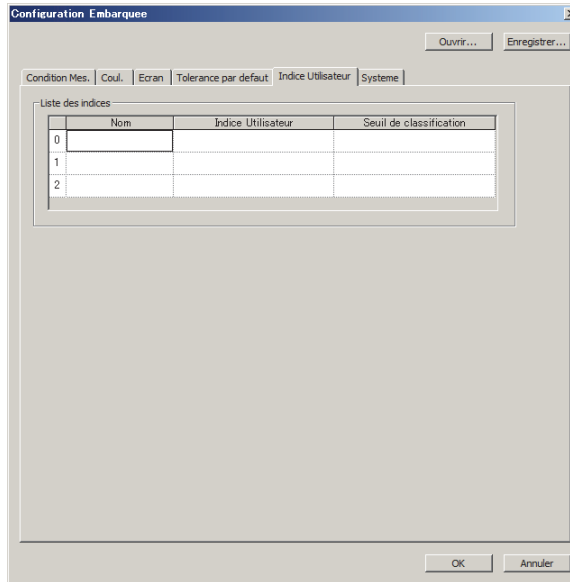 Configuration Embarquee
Ouvrir... Enregistrer...
Condition Mes. Coul. Ecran Tolerance par defaut Indice Utilisateur Systeme
Liste des indices
Nom Indice Utilisateur Seuil de classification
0
1
2
OK Annuler